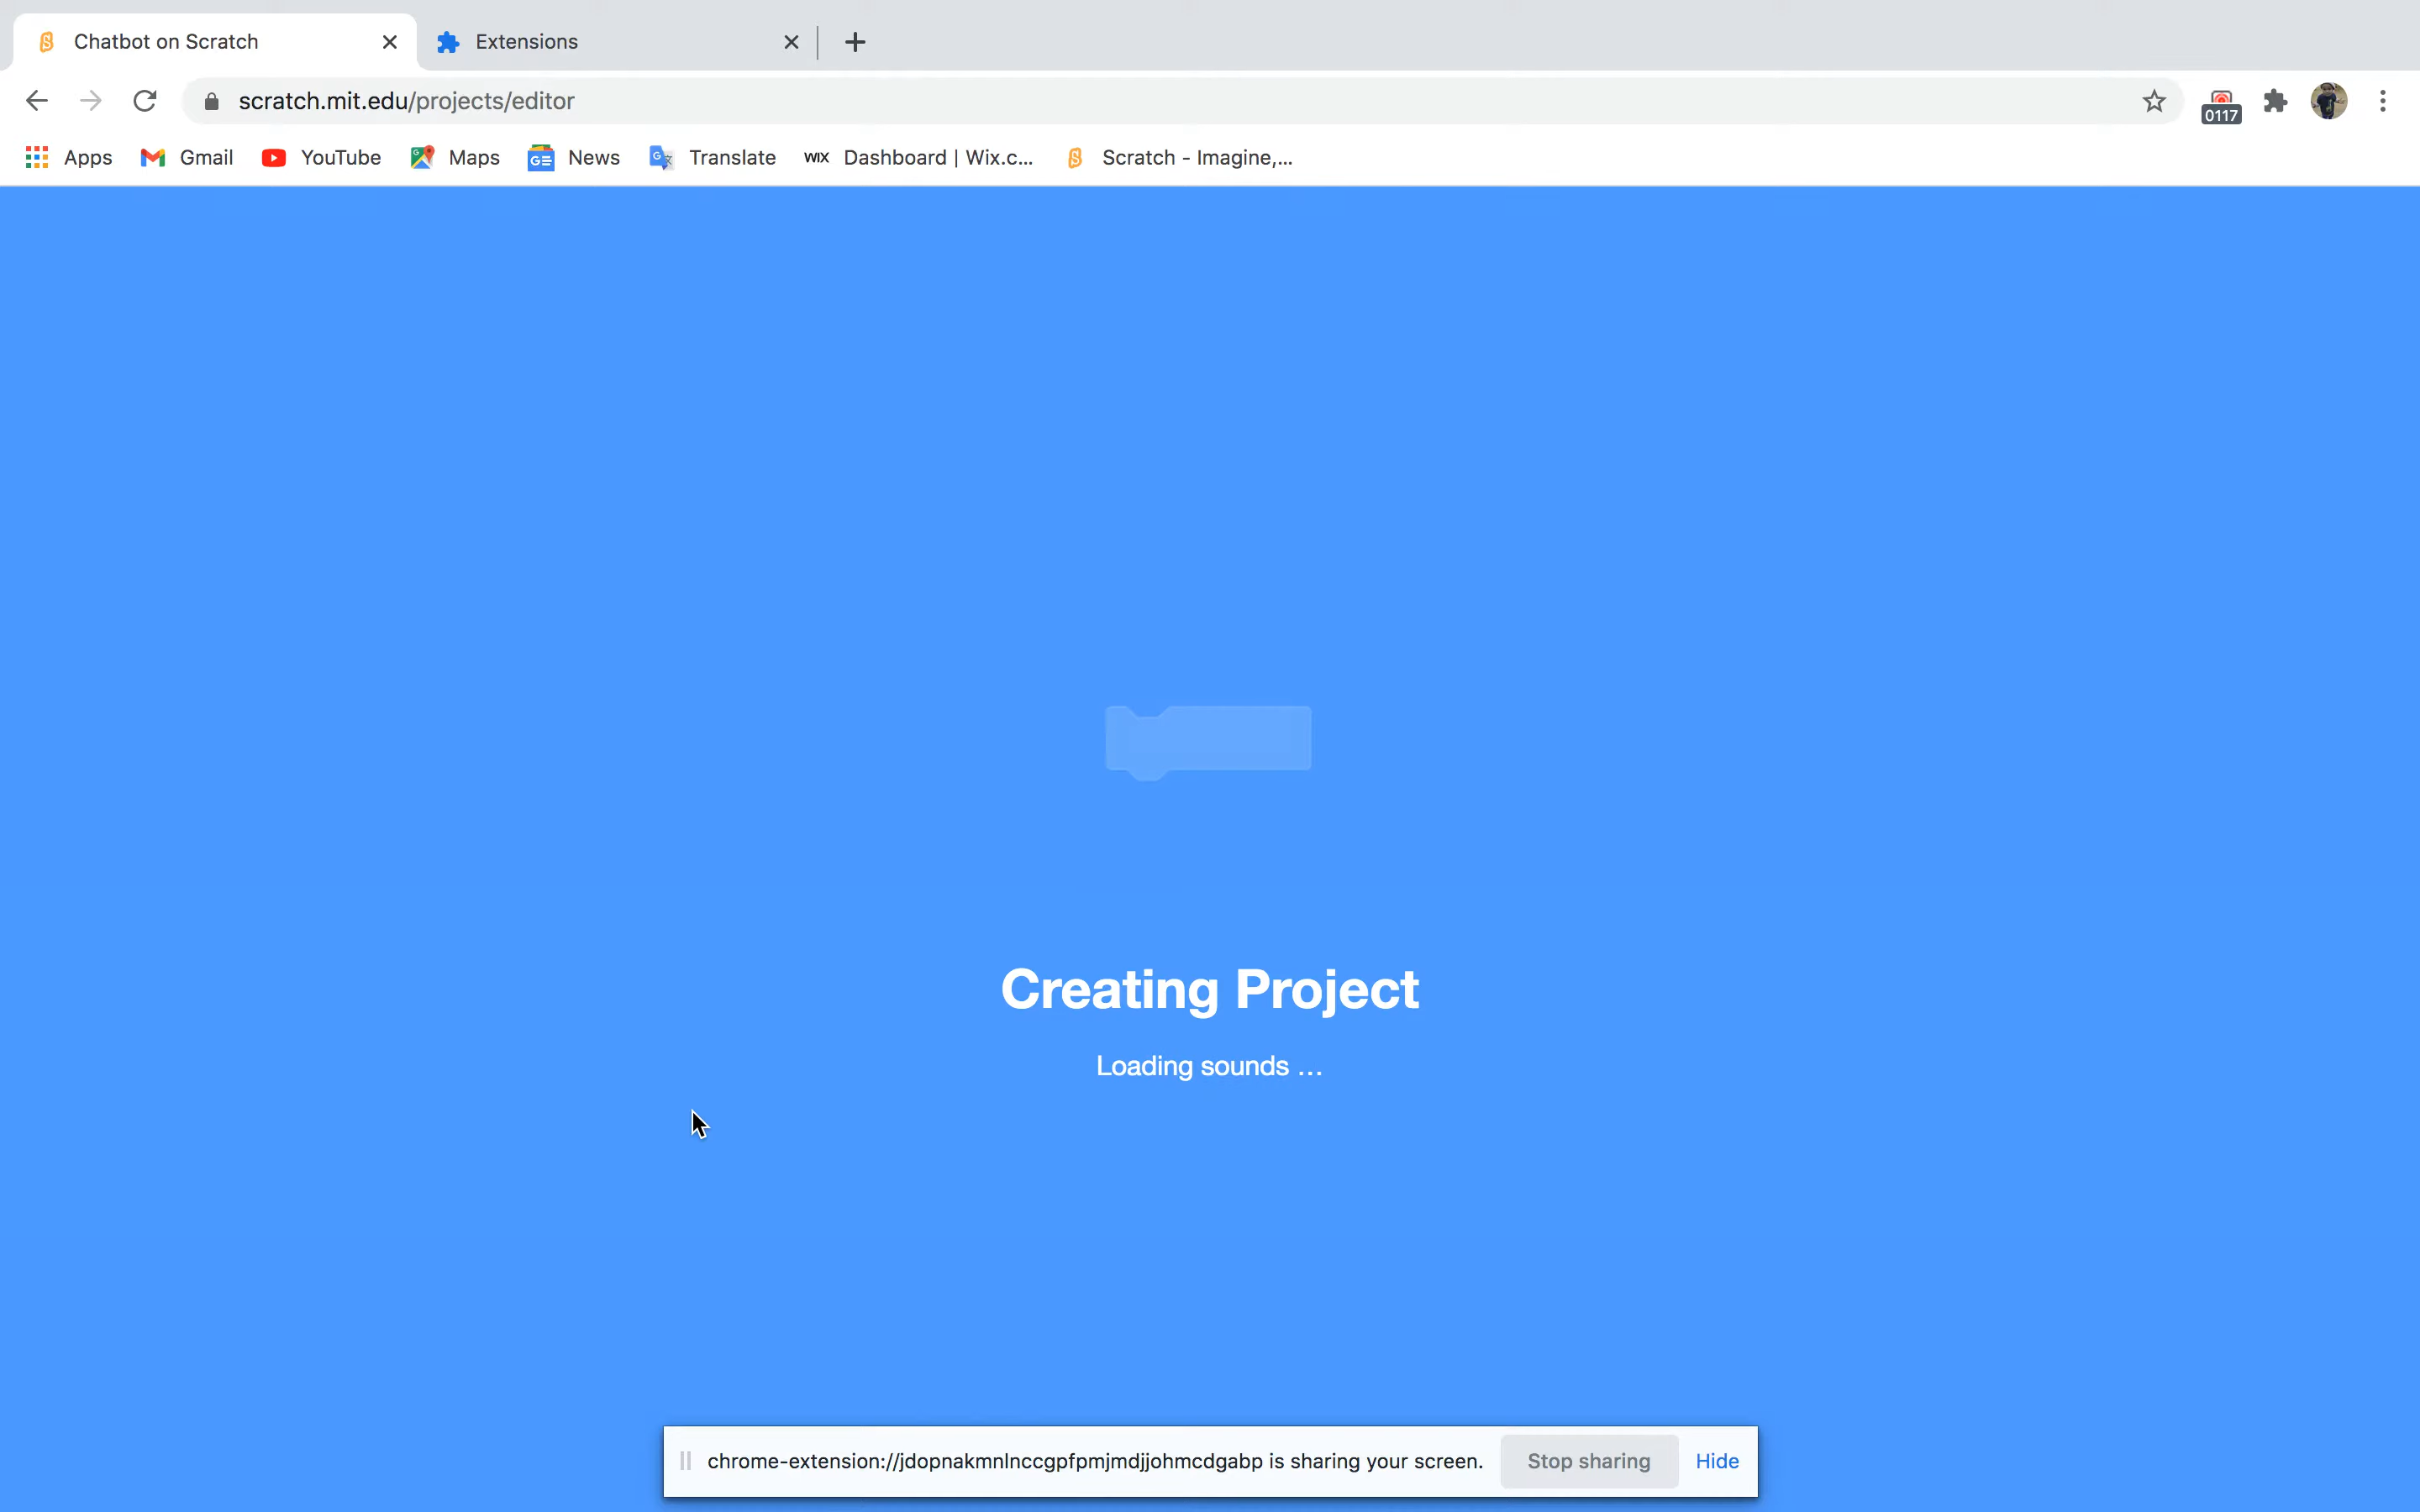 Chatbot on Scratch
Extensions
scratch.mit.edu/projects/editor
0117
Apps
Gmail
YouTube
Maps
News
Translate
WIX Dashboard | Wix.c...
Scratch - Imagine,...
Creating Project
Loading sounds …
chrome-extension://jdopnakmnlnccgpfpmjmdjjohmcdgabp is sharing your screen.
Stop sharing
Hide